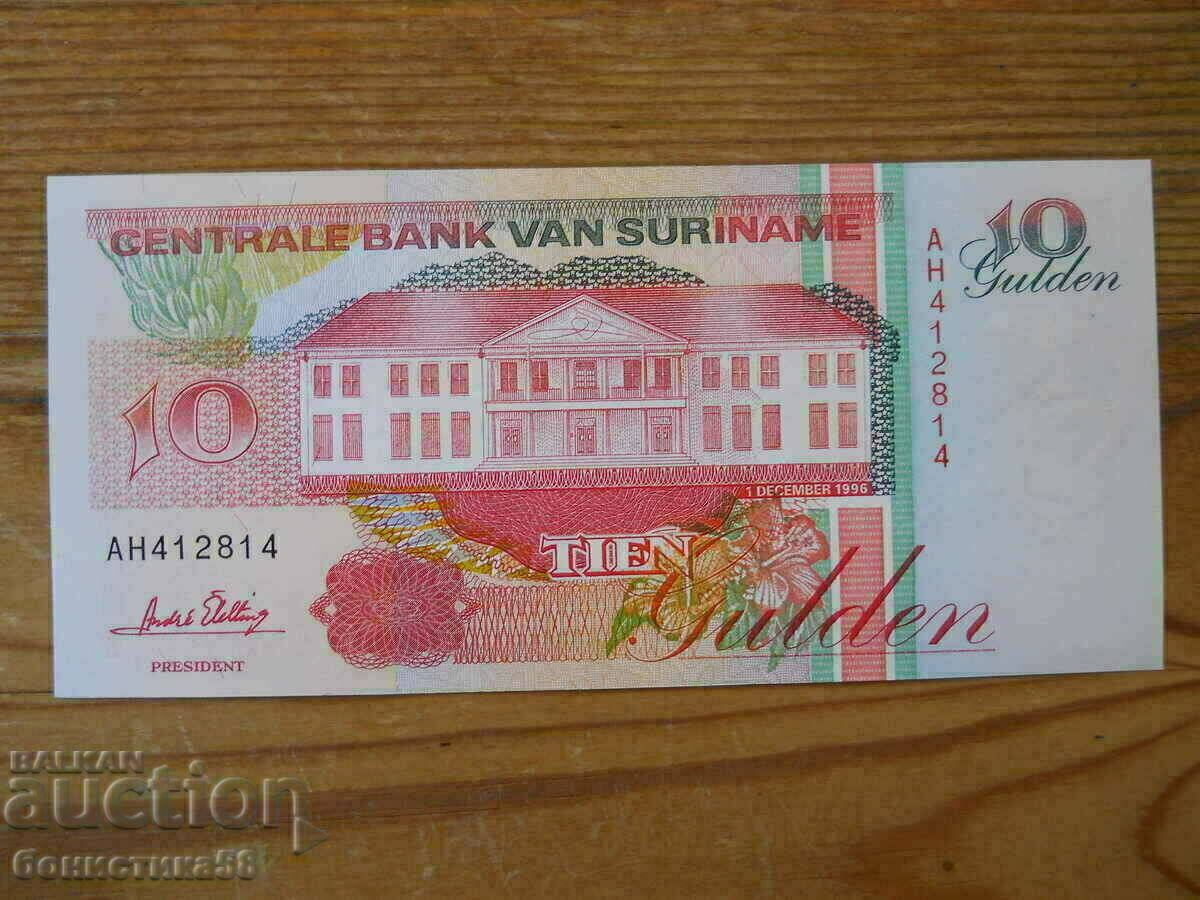 CENTRALE BANK VAN SURINAME
10
Gulden
AH412814
10
1 DECEMBER 1996
AH412814
TIEN
Gulden
André Telting
PRESIDENT
BALKAN
auction
бонистика58